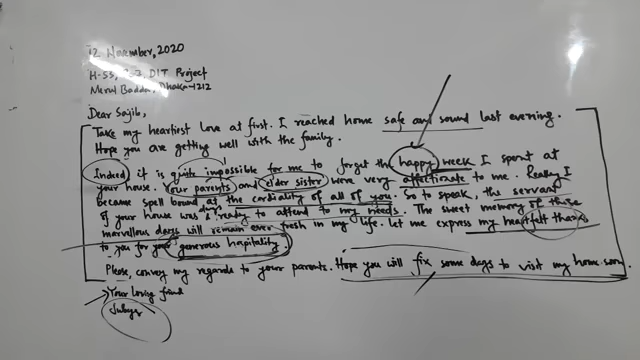 12 November, 2020
H-53, DIT Project
Merul Badda, Dhaka-1212
Dear Sajib,
Take my heartiest love at first. I reached home safe and sound last evening.
Hope you are getting well with the family.
Indeed it is quite impossible for me to forget the happy week I spent at
your house. Your parents and elder sister were very affectionate to me. Really I
became spell bound at the cardiality of all of you. So to speak, the servant
of your house was always ready to attend to my needs. The sweet memory of those
marvellous days will remain ever fresh in my life. Let me express my heartfelt thanks
to you for your generous hospitality
Please, convey my regards to your parents. Hope you will fix some days to visit my home soon.
Your loving friend
Jubayer